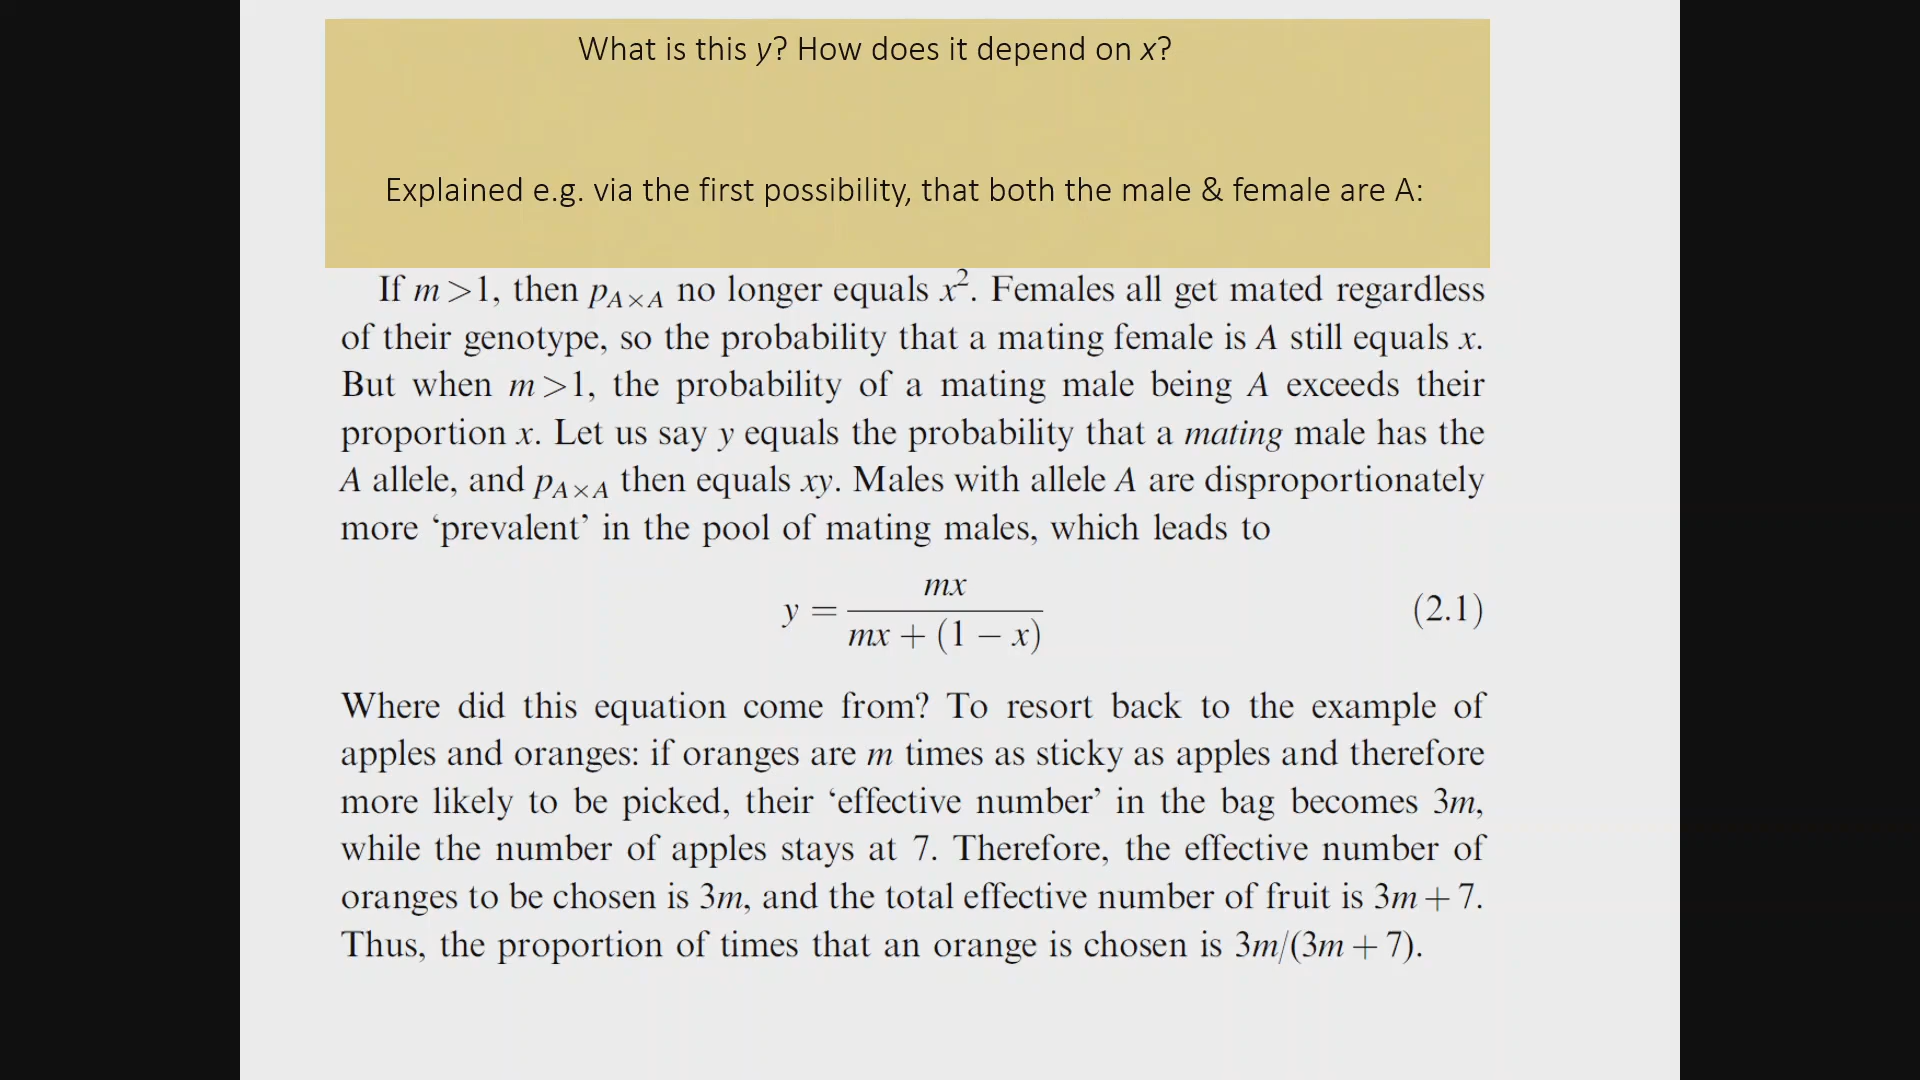 What is this y? How does it depend on x?
Explained e.g. via the first possibility, that both the male & female are A:
If m>1, then p_{A×A} no longer equals x². Females all get mated regardless
of their genotype, so the probability that a mating female is A still equals x.
But when m>1, the probability of a mating male being A exceeds their
proportion x. Let us say y equals the probability that a mating male has the
A allele, and p_{A×A} then equals xy. Males with allele A are disproportionately
more ‘prevalent’ in the pool of mating males, which leads to
y = mx / (mx + (1 − x)) (2.1)
Where did this equation come from? To resort back to the example of
apples and oranges: if oranges are m times as sticky as apples and therefore
more likely to be picked, their ‘effective number’ in the bag becomes 3m,
while the number of apples stays at 7. Therefore, the effective number of
oranges to be chosen is 3m, and the total effective number of fruit is 3m + 7.
Thus, the proportion of times that an orange is chosen is 3m/(3m + 7).